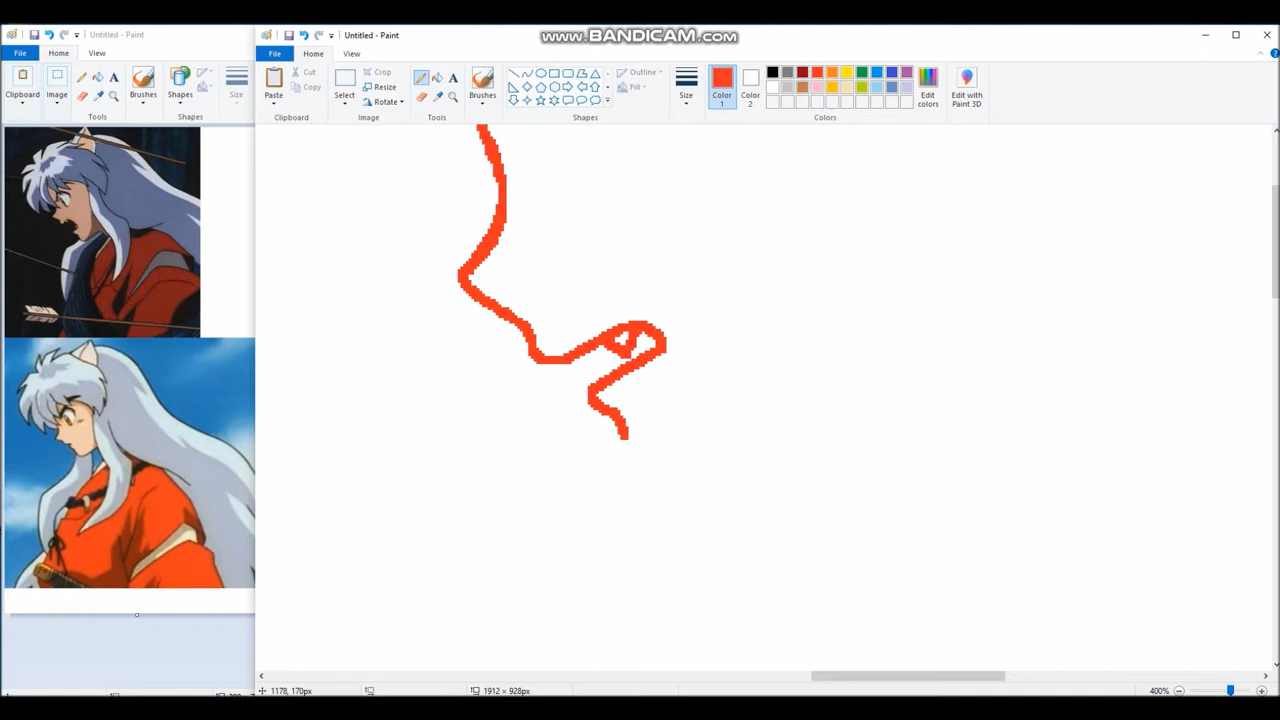 www.BANDICAM.com
Untitled - Paint
File Home View
Clipboard Image Brushes Shapes Size
Tools Shapes
Untitled - Paint
File Home View
Paste Cut Copy Select Crop Resize Rotate Brushes Outline Fill Size Color 1 Color 2 Edit colors Edit with Paint 3D
Clipboard Image Tools Shapes Colors
1178, 170px 1912 × 928px 400%